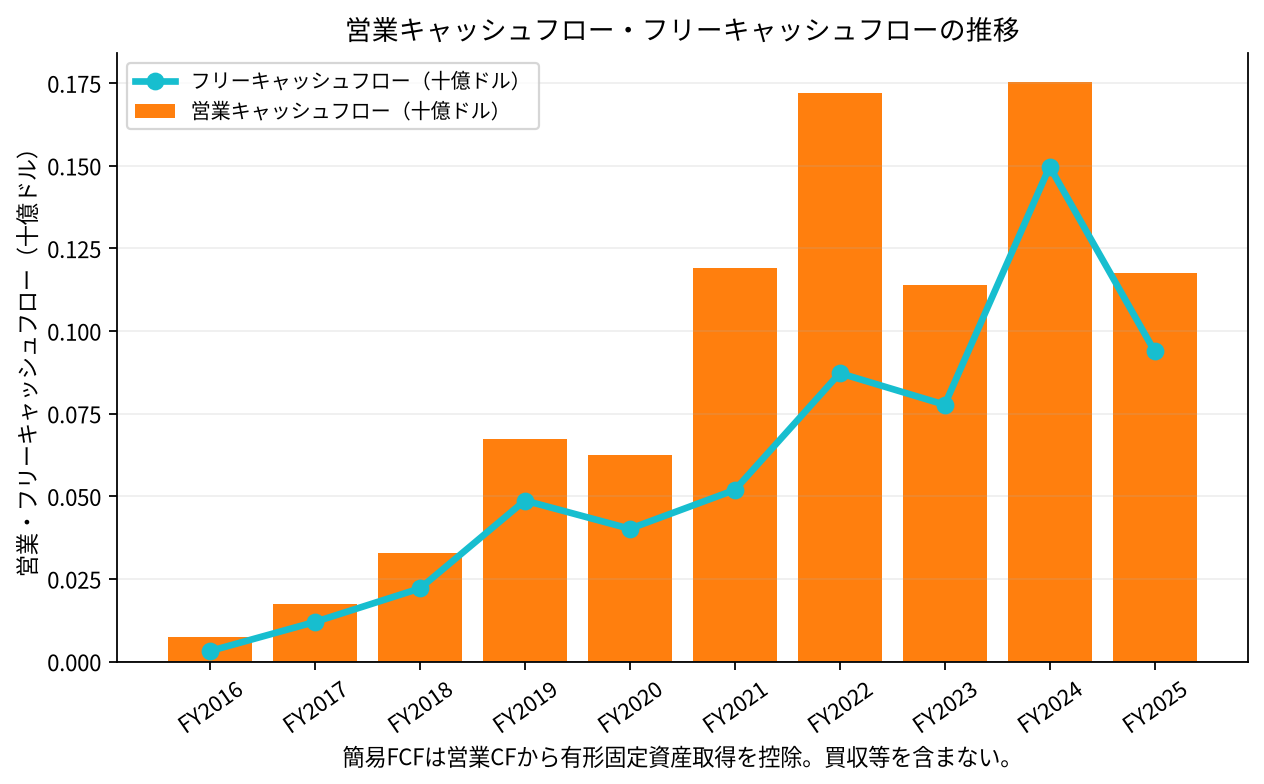 営業キャッシュフロー・フリーキャッシュフローの推移
フリーキャッシュフロー（十億ドル）
営業キャッシュフロー（十億ドル）
営業・フリーキャッシュフロー（十億ドル）
0.175
0.150
0.125
0.100
0.075
0.050
0.025
0.000
FY2016
FY2017
FY2018
FY2019
FY2020
FY2021
FY2022
FY2023
FY2024
FY2025
簡易FCFは営業CFから有形固定資産取得を控除。買収等を含まない。